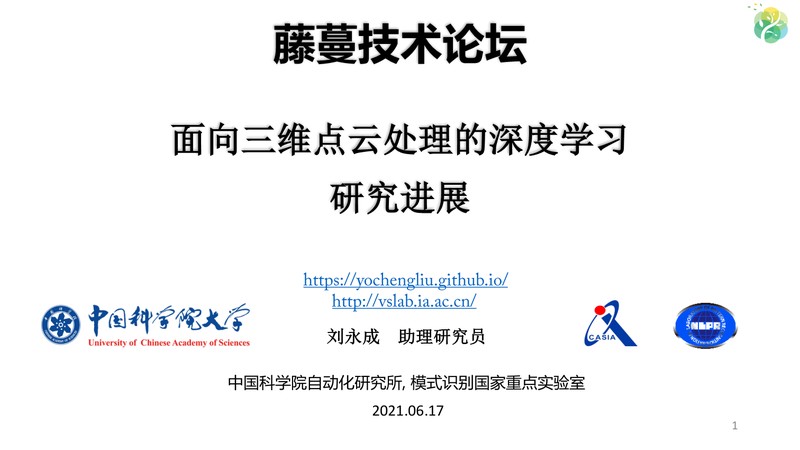 藤蔓技术论坛
面向三维点云处理的深度学习
研究进展
https://yochengliu.github.io/
http://vslab.ia.ac.cn/
中国科学院大学
University of Chinese Academy of Sciences
刘永成 助理研究员
CASIA
NLPR
中国科学院自动化研究所, 模式识别国家重点实验室
2021.06.17
1